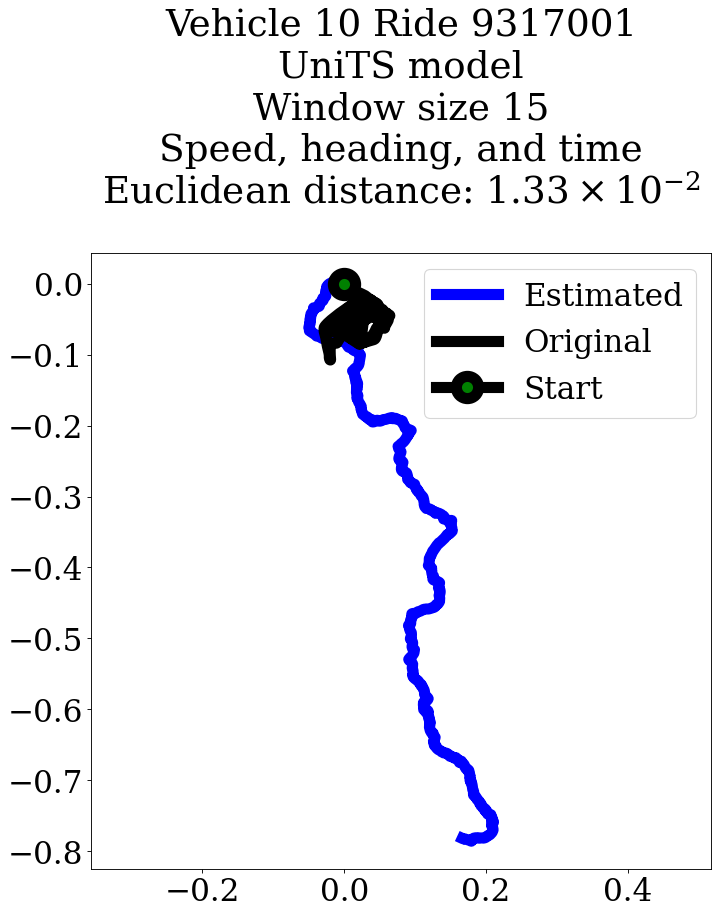 Vehicle 10 Ride 9317001
UniTS model
Window size 15
Speed, heading, and time
Euclidean distance: 1.33 × 10⁻²
Estimated
Original
Start
0.0
−0.1
−0.2
−0.3
−0.4
−0.5
−0.6
−0.7
−0.8
−0.2 0.0 0.2 0.4